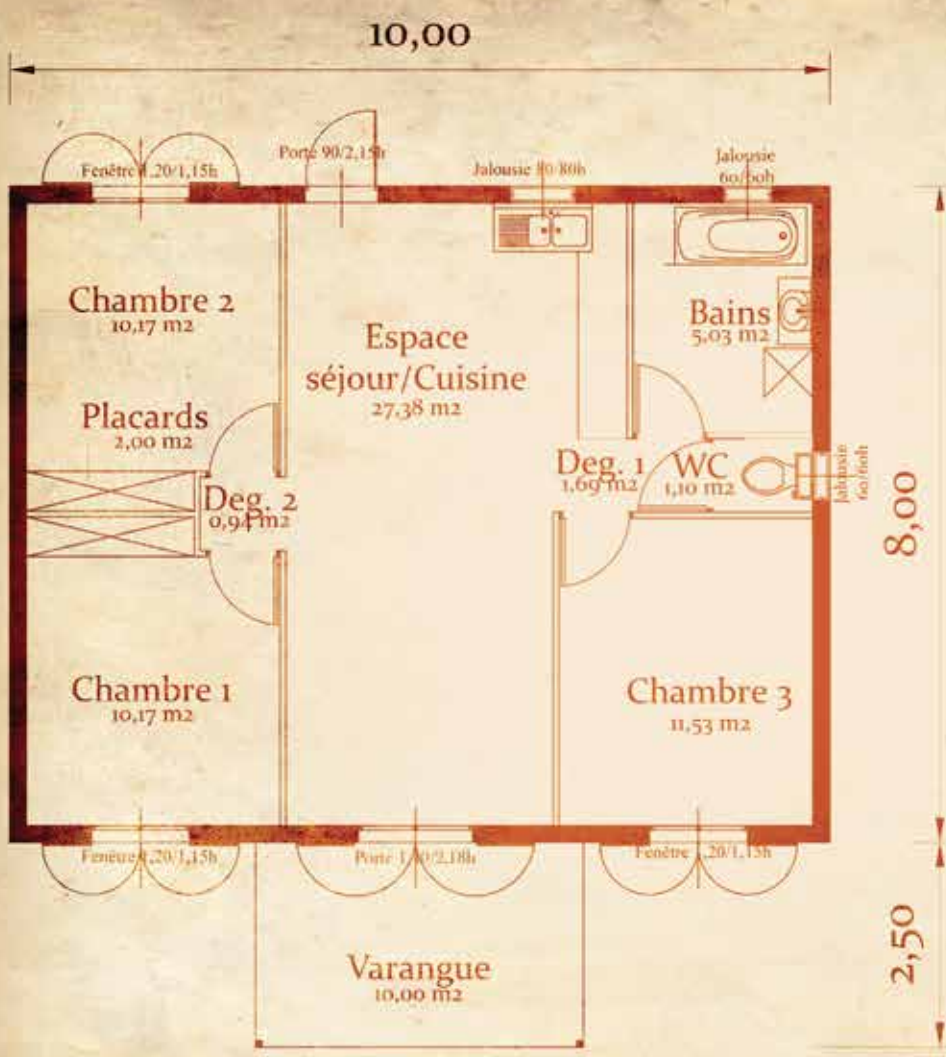 10,00
Fenêtre 1,20/1,15h
Porte 90/2,15h
Jalousie 80/80h
Jalousie
60/60h
Chambre 2
10,17 m2
Espace
séjour/Cuisine
27,38 m2
Bains
5,03 m2
Placards
2,00 m2
Deg. 2
0,94 m2
Deg. 1
1,69 m2
WC
1,10 m2
Jalousie
60/60h
8,00
Chambre 1
10,17 m2
Chambre 3
11,53 m2
Fenêtre 1,20/1,15h
Porte 2,18h
Fenêtre 1,20/1,15h
Varangue
10,00 m2
2,50